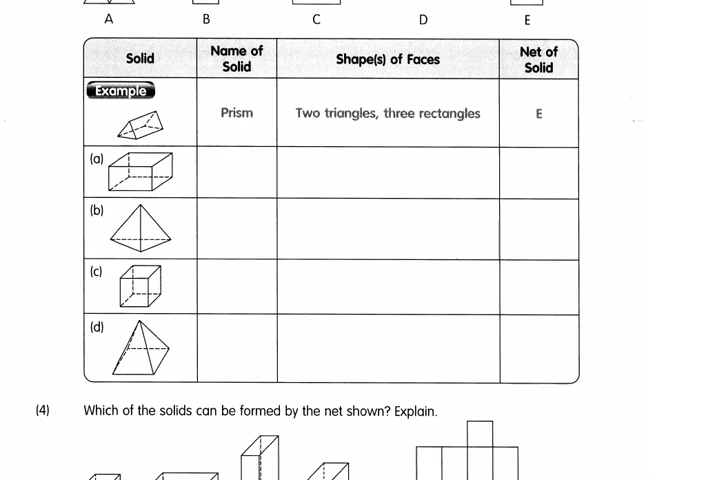 A B C D E
Solid Name of Solid Shape(s) of Faces Net of Solid
Example
Prism Two triangles, three rectangles E
(a)
(b)
(c)
(d)
(4) Which of the solids can be formed by the net shown? Explain.